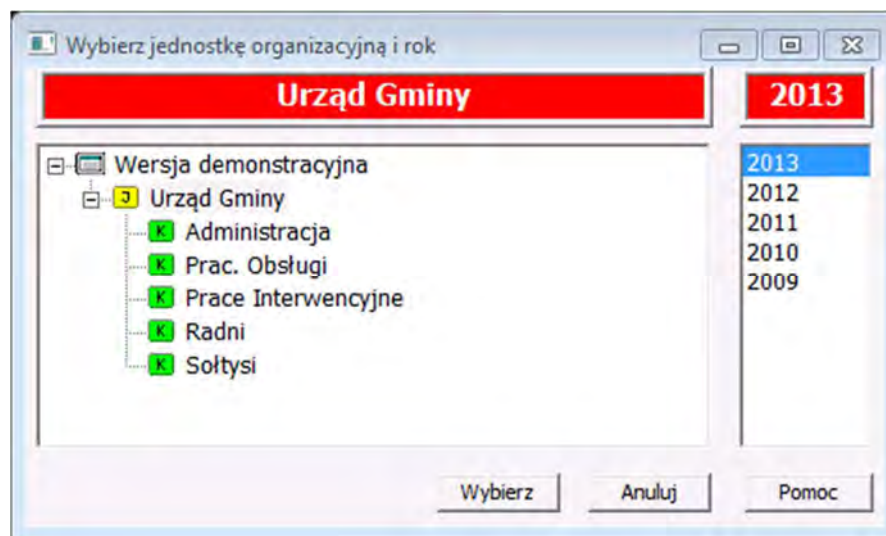 Wybierz jednostkę organizacyjną i rok
Urząd Gminy
2013
Wersja demonstracyjna
J Urząd Gminy
K Administracja
K Prac. Obsługi
K Prace Interwencyjne
K Radni
K Sołtysi
2013
2012
2011
2010
2009
Wybierz
Anuluj
Pomoc